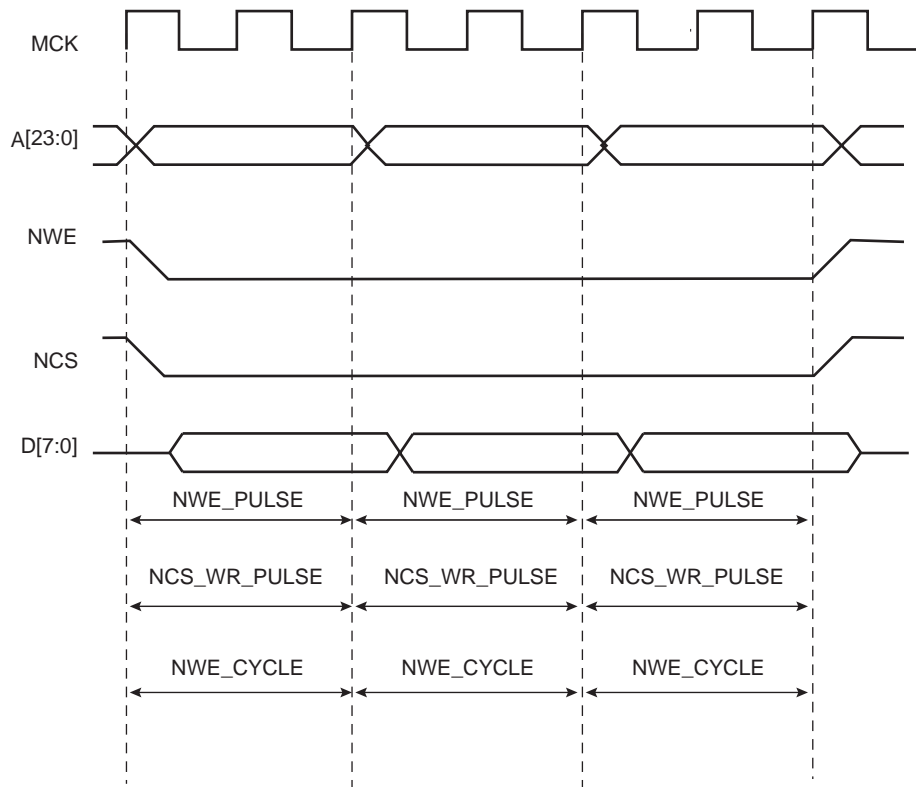 MCK
A[23:0]
NWE
NCS
D[7:0]
NWE_PULSE NWE_PULSE NWE_PULSE
NCS_WR_PULSE NCS_WR_PULSE NCS_WR_PULSE
NWE_CYCLE NWE_CYCLE NWE_CYCLE